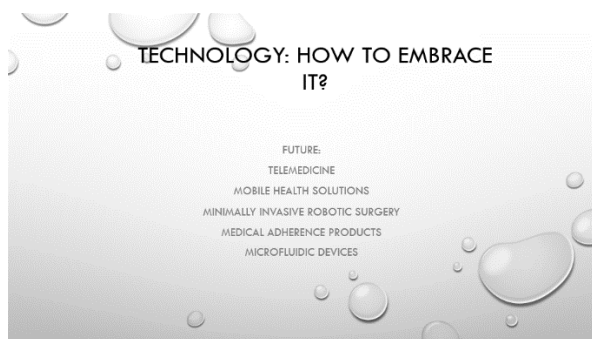 TECHNOLOGY: HOW TO EMBRACE
IT?
FUTURE:
TELEMEDICINE
MOBILE HEALTH SOLUTIONS
MINIMALLY INVASIVE ROBOTIC SURGERY
MEDICAL ADHERENCE PRODUCTS
MICROFLUIDIC DEVICES